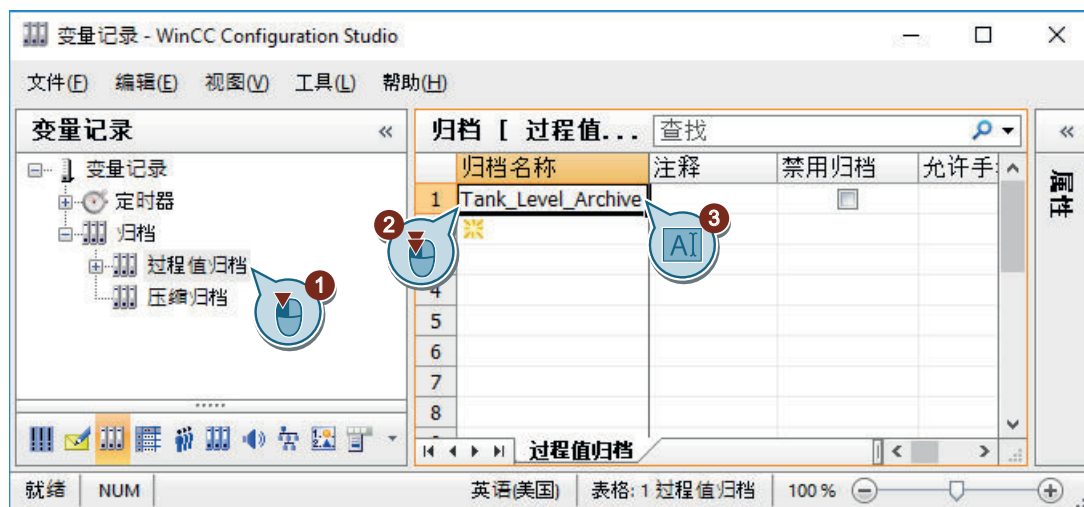 变量记录 - WinCC Configuration Studio
文件(F) 编辑(E) 视图(V) 工具(L) 帮助(H)
变量记录 «
归档 [ 过程值... 查找 «
变量记录
定时器
归档
过程值归档
压缩归档
归档名称 注释 禁用归档 允许手
1 Tank_Level_Archive
4
5
6
7
8
2
3
AI
1
过程值归档
属性
就绪 NUM 英语(美国) 表格: 1 过程值归档 100 %